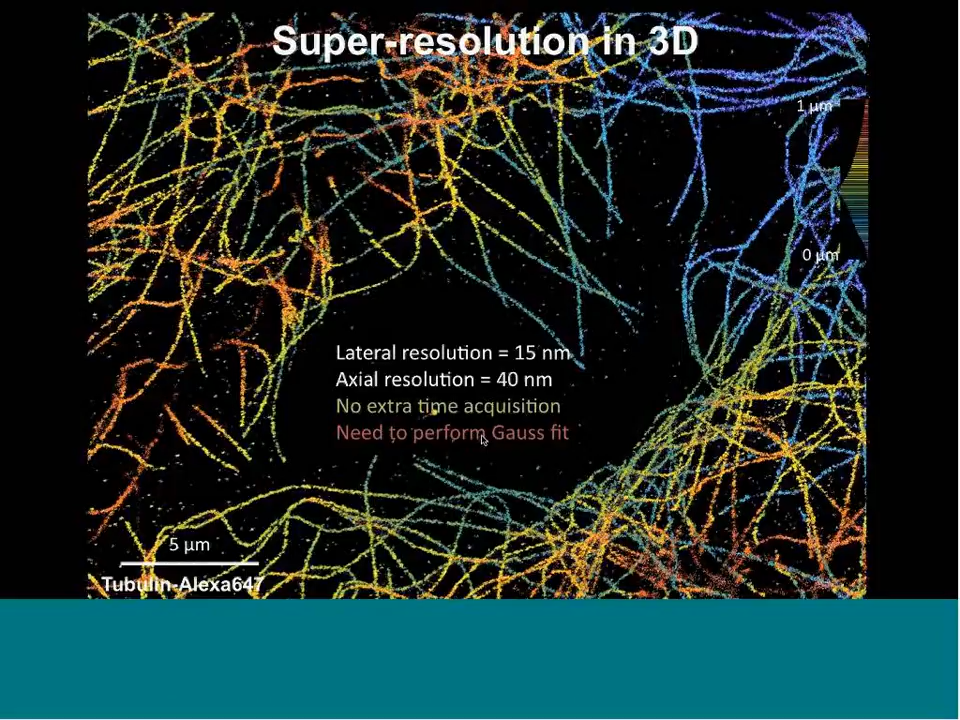 Super-resolution in 3D
1 µm
0 µm
Lateral resolution = 15 nm
Axial resolution = 40 nm
No extra time acquisition
Need to perform Gauss fit
5 µm
Tubulin-Alexa647